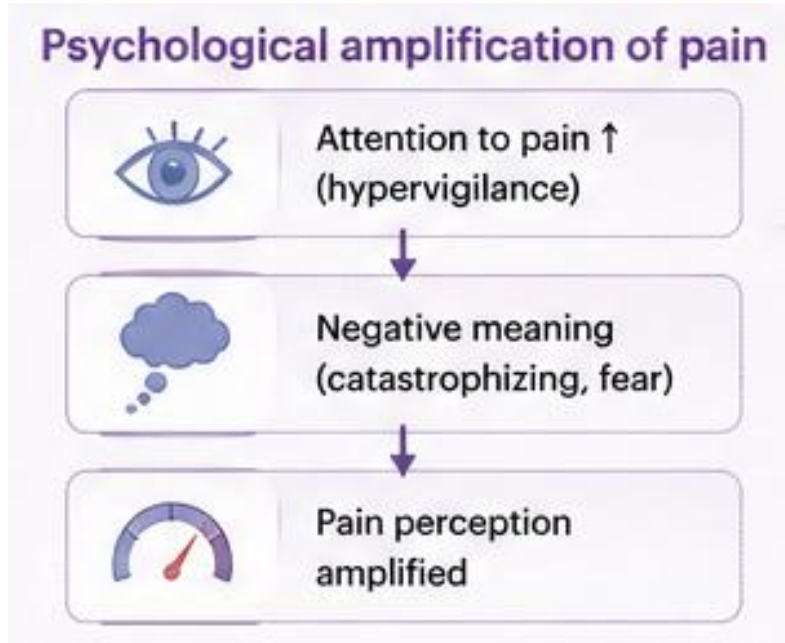 Psychological amplification of pain
Attention to pain ↑
(hypervigilance)
Negative meaning
(catastrophizing, fear)
Pain perception
amplified